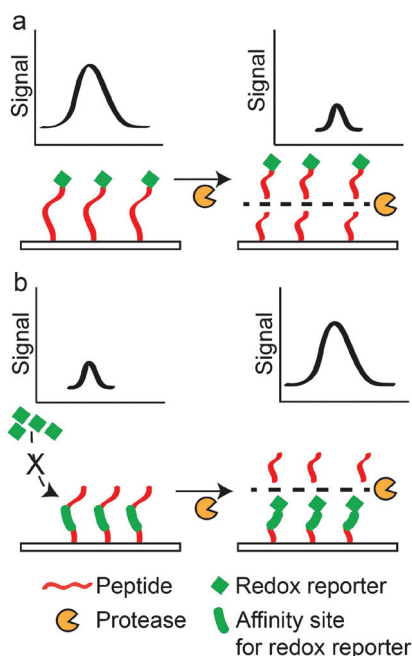 a
Signal
Signal
b
Signal
Signal
X
Peptide
Redox reporter
Protease
Affinity site
for redox reporter